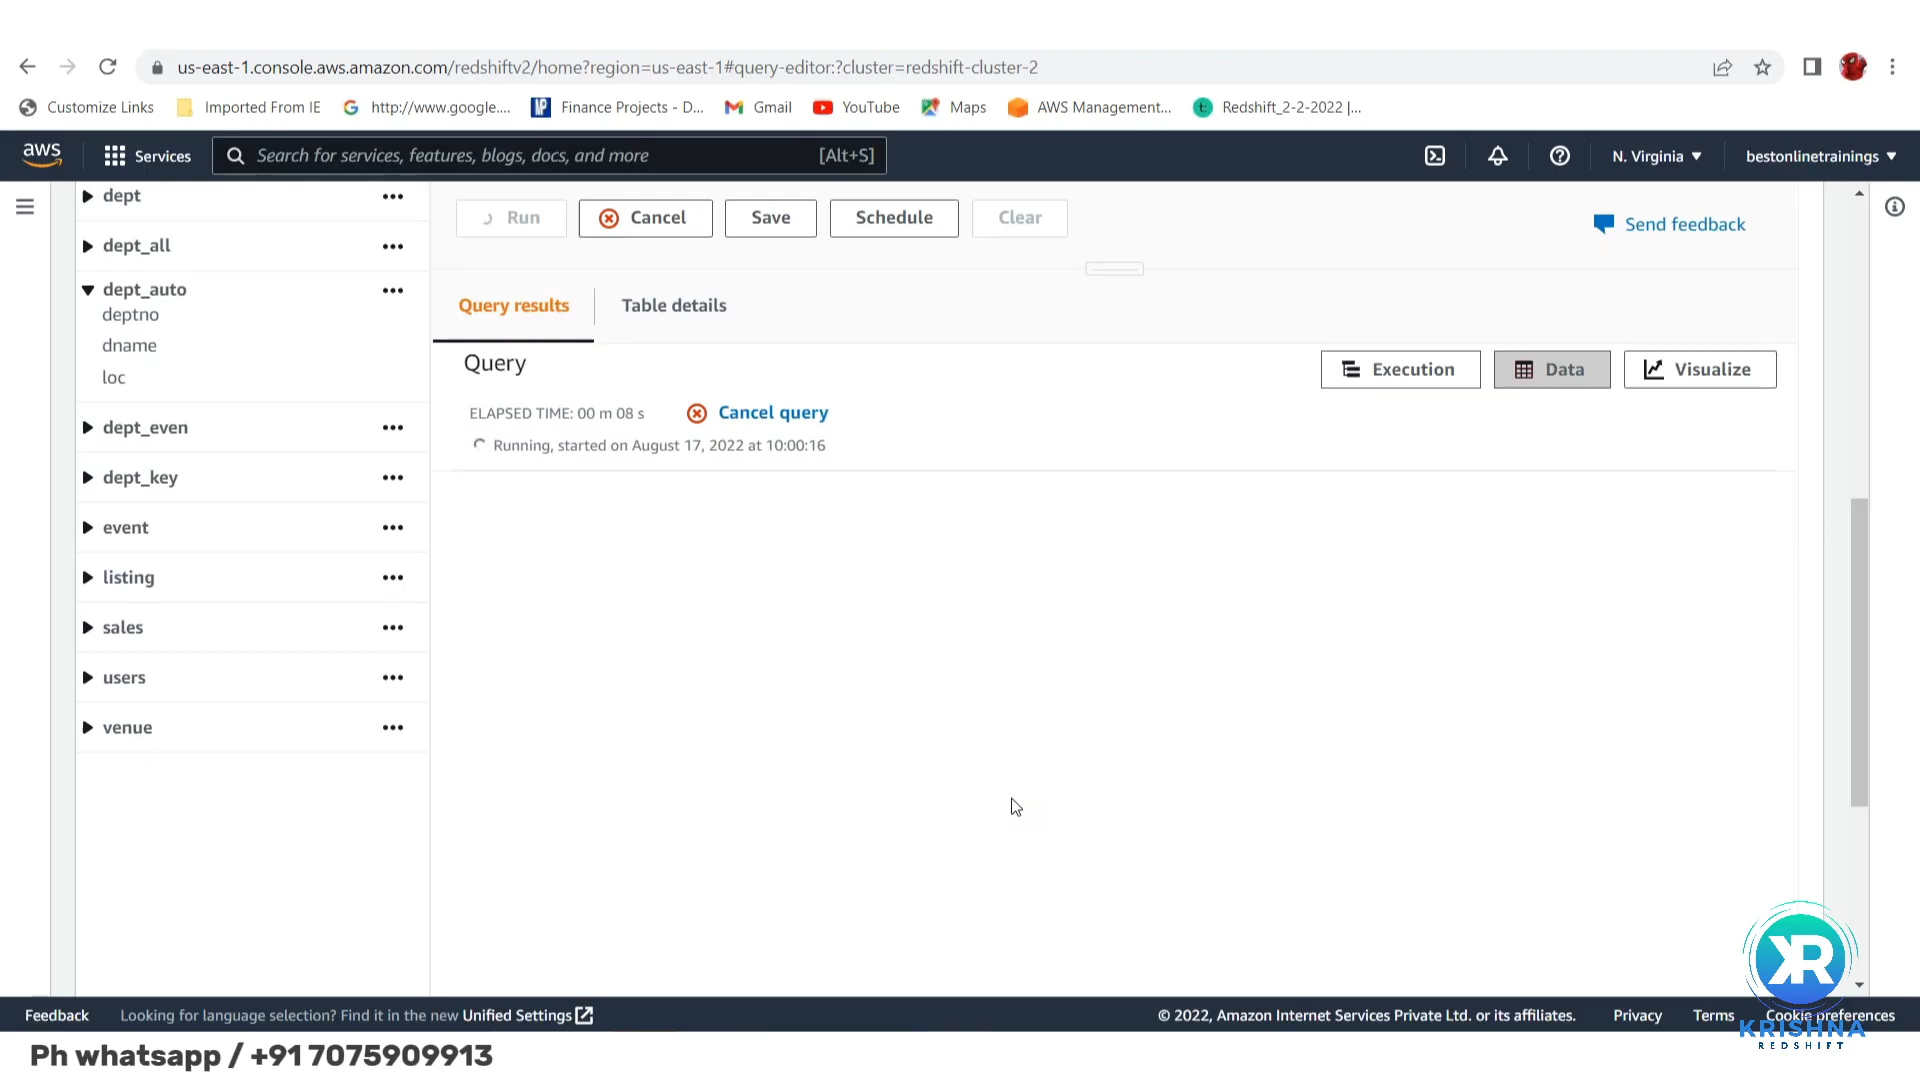 us-east-1.console.aws.amazon.com/redshiftv2/home?region=us-east-1#query-editor:?cluster=redshift-cluster-2
Customize Links
Imported From IE
http://www.google....
Finance Projects - D...
Gmail
YouTube
Maps
AWS Management...
Redshift_2-2-2022 |...
aws
Services
Search for services, features, blogs, docs, and more
[Alt+S]
N. Virginia
bestonlinetrainings
dept
dept_all
dept_auto
deptno
dname
loc
dept_even
dept_key
event
listing
sales
users
venue
Run
Cancel
Save
Schedule
Clear
Send feedback
Query results
Table details
Query
Execution
Data
Visualize
ELAPSED TIME: 00 m 08 s
Cancel query
Running, started on August 17, 2022 at 10:00:16
Feedback
Looking for language selection? Find it in the new Unified Settings
© 2022, Amazon Internet Services Private Ltd. or its affiliates.
Privacy
Terms
Cookie preferences
KR
KRISHNA
REDSHIFT
Ph whatsapp / +91 7075909913